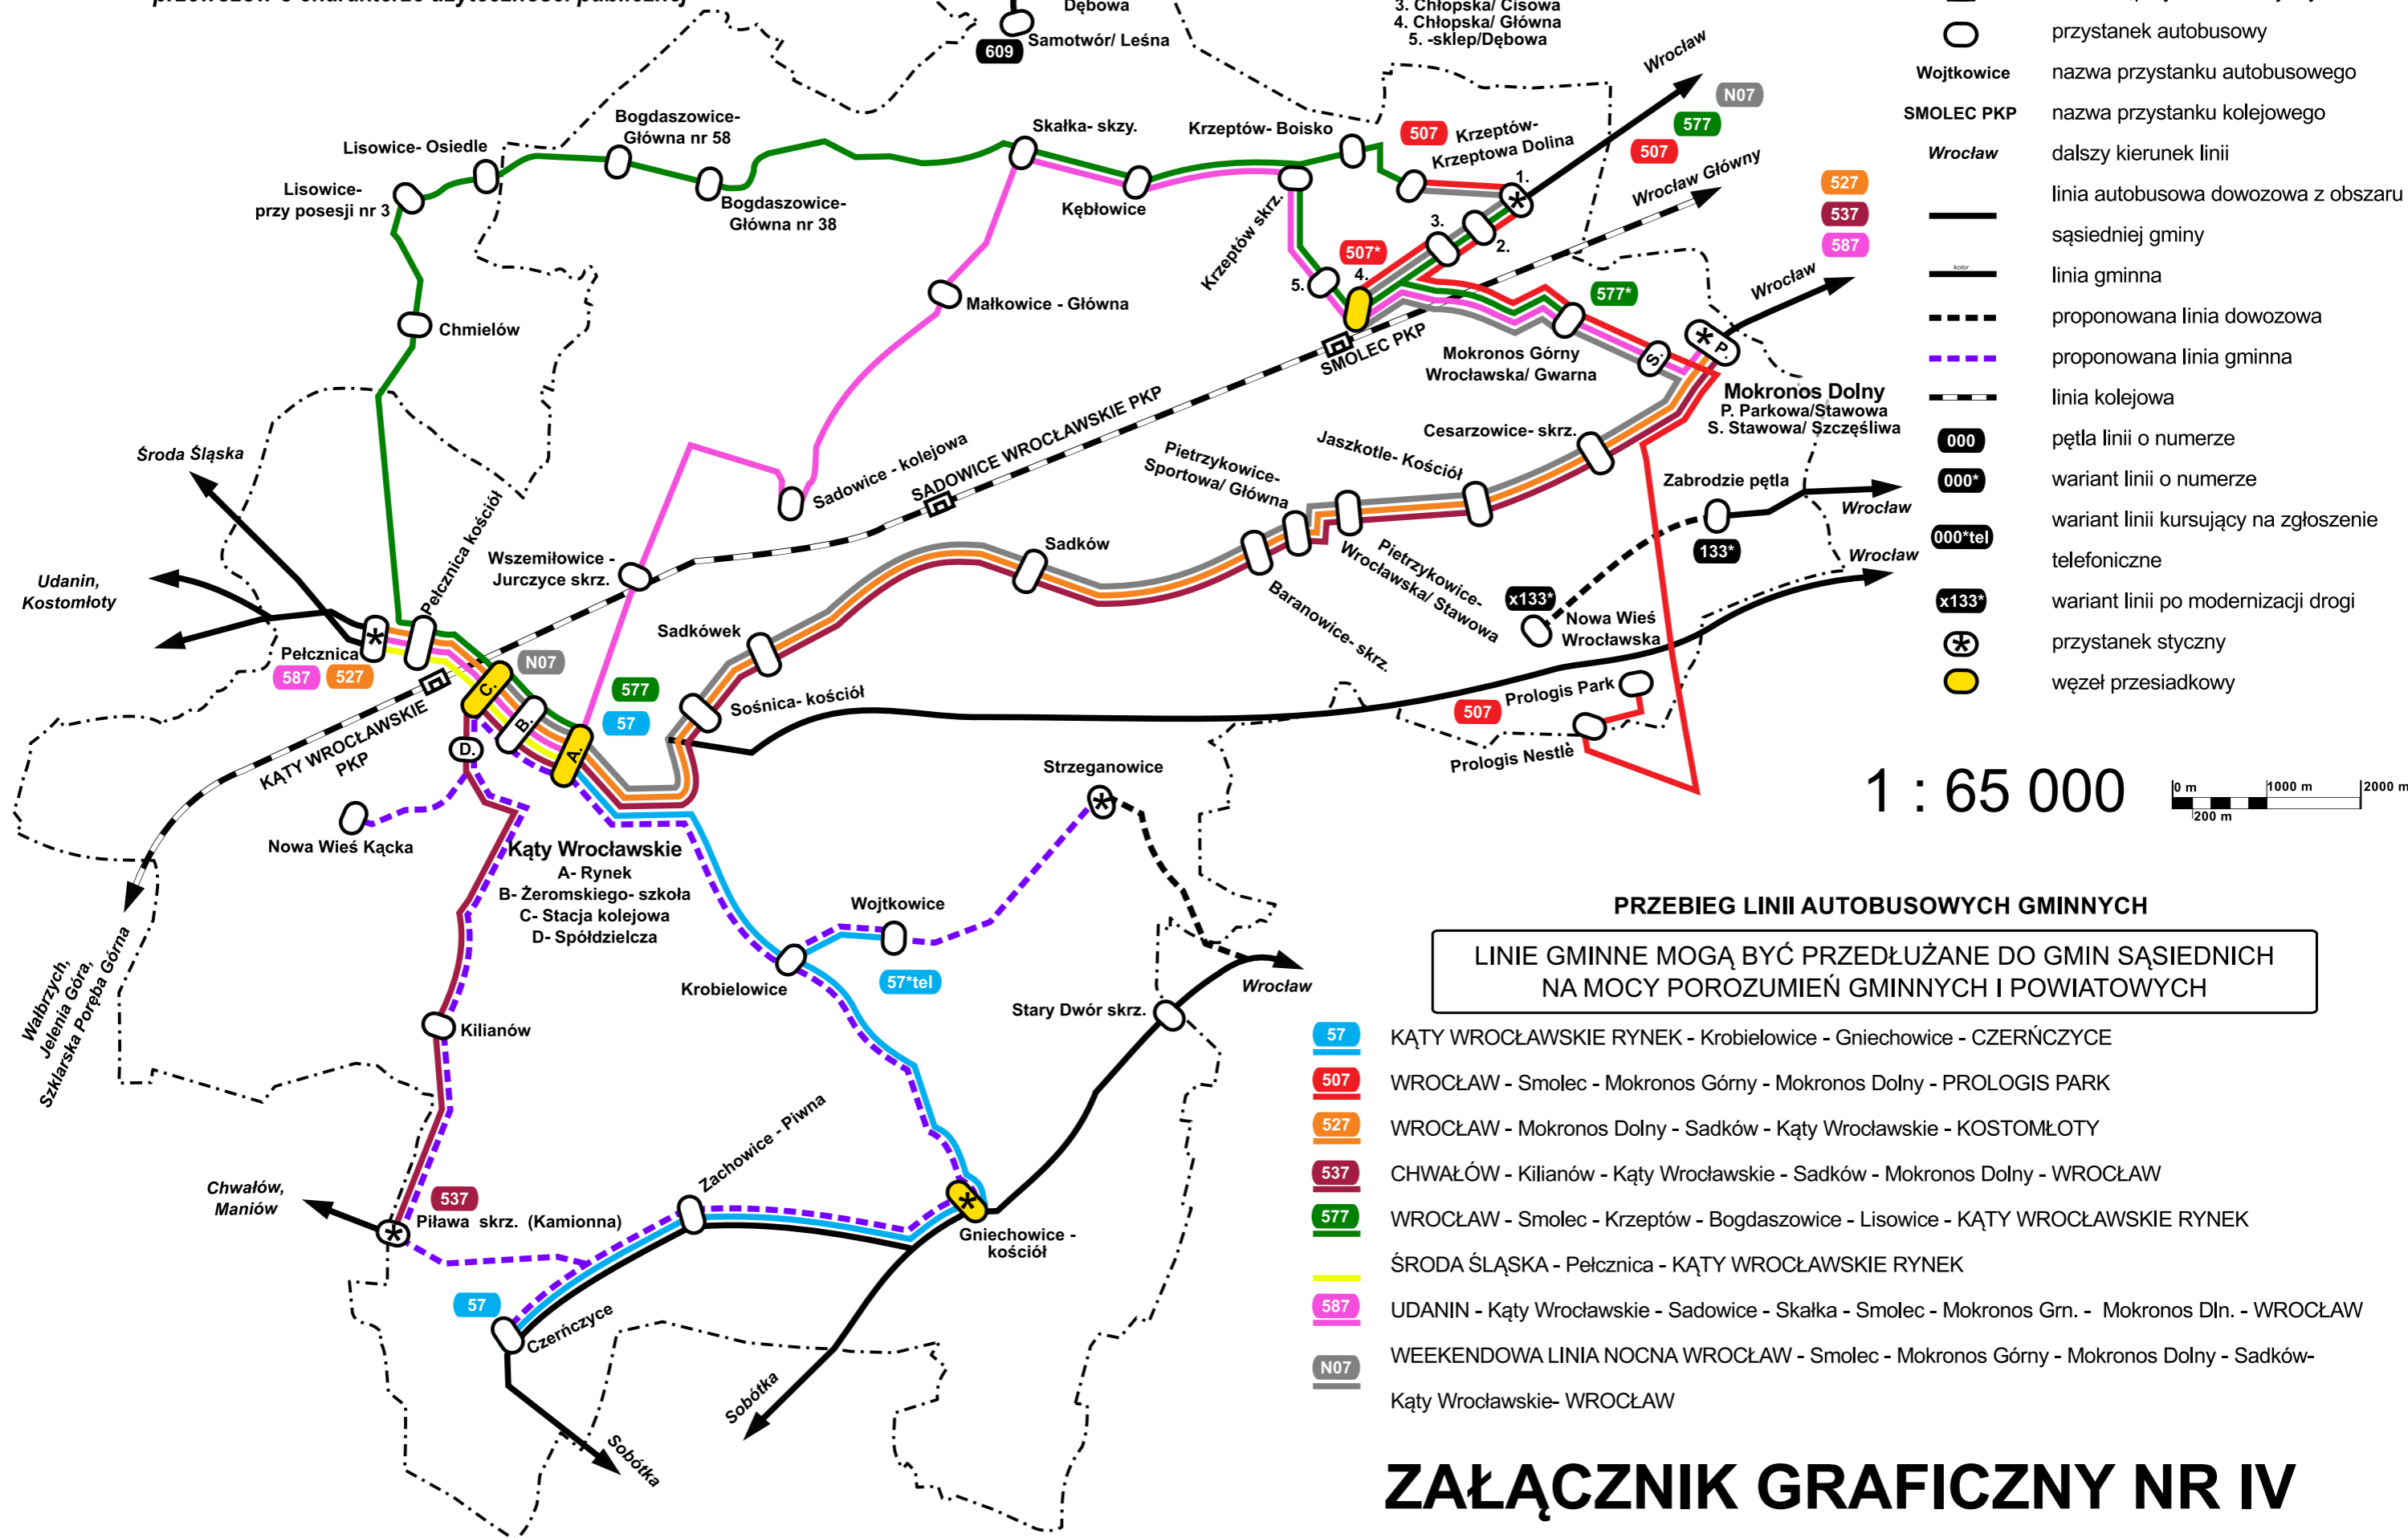 przewozów o charakterze użyteczności publicznej
Dębowa
Samotwór/ Leśna
609
3. Chłopska/ Cisowa
4. Chłopska/ Główna
5. -sklep/Dębowa
przystanek autobusowy
Wojtkowice
nazwa przystanku autobusowego
SMOLEC PKP
nazwa przystanku kolejowego
Wrocław
dalszy kierunek linii
linia autobusowa dowozowa z obszaru
sąsiedniej gminy
kolor
linia gminna
proponowana linia dowozowa
proponowana linia gminna
linia kolejowa
000
pętla linii o numerze
000*
wariant linii o numerze
000*tel
wariant linii kursujący na zgłoszenie
telefoniczne
x133*
wariant linii po modernizacji drogi
przystanek styczny
węzeł przesiadkowy
Wrocław
N07
577
507
Wrocław Główny
527
537
587
Wrocław
Lisowice- Osiedle
Bogdaszowice-
Główna nr 58
Lisowice-
przy posesji nr 3
Bogdaszowice-
Główna nr 38
Skałka- skzy.
Kębłowice
Krzeptów- Boisko
507
Krzeptów-
Krzeptowa Dolina
1.
2.
3.
4.
5.
507*
Krzeptów skrz.
577*
Chmielów
Małkowice - Główna
SMOLEC PKP
Mokronos Górny
Wrocławska/ Gwarna
S.
P.
Mokronos Dolny
P. Parkowa/Stawowa
S. Stawowa/ Szczęśliwa
Środa Śląska
Sadowice - kolejowa
SADOWICE WROCŁAWSKIE PKP
Pietrzykowice-
Sportowa/ Główna
Jaszkotle- Kościół
Cesarzowice- skrz.
Zabrodzie pętla
Wrocław
133*
Wrocław
x133*
Nowa Wieś
Wrocławska
Udanin,
Kostomłoty
Pełcznica kościół
Wszemiłowice -
Jurczyce skrz.
Sadków
Baranowice- skrz.
Pietrzykowice-
Wrocławska/ Stawowa
Sadkówek
Pełcznica
587
527
N07
C.
B.
A.
D.
577
57
Sośnica- kościół
KĄTY WROCŁAWSKIE
PKP
507
Prologis Park
Prologis Nestle
1 : 65 000
0 m
1000 m
2000 m
200 m
Strzeganowice
Nowa Wieś Kącka
Kąty Wrocławskie
A- Rynek
B- Żeromskiego- szkoła
C- Stacja kolejowa
D- Spółdzielcza
Wojtkowice
57*tel
Krobielowice
Wrocław
Stary Dwór skrz.
Wałbrzych,
Jelenia Góra,
Szklarska Poręba Górna
Kilianów
Zachowice - Piwna
Chwałów,
Maniów
537
Piława skrz. (Kamionna)
Gniechowice -
kościół
57
Czerńczyce
Sobótka
Sobótka
PRZEBIEG LINII AUTOBUSOWYCH GMINNYCH
LINIE GMINNE MOGĄ BYĆ PRZEDŁUŻANE DO GMIN SĄSIEDNICH
NA MOCY POROZUMIEŃ GMINNYCH I POWIATOWYCH
57
KĄTY WROCŁAWSKIE RYNEK - Krobielowice - Gniechowice - CZERŃCZYCE
507
WROCŁAW - Smolec - Mokronos Górny - Mokronos Dolny - PROLOGIS PARK
527
WROCŁAW - Mokronos Dolny - Sadków - Kąty Wrocławskie - KOSTOMŁOTY
537
CHWAŁÓW - Kilianów - Kąty Wrocławskie - Sadków - Mokronos Dolny - WROCŁAW
577
WROCŁAW - Smolec - Krzeptów - Bogdaszowice - Lisowice - KĄTY WROCŁAWSKIE RYNEK
ŚRODA ŚLĄSKA - Pełcznica - KĄTY WROCŁAWSKIE RYNEK
587
UDANIN - Kąty Wrocławskie - Sadowice - Skałka - Smolec - Mokronos Grn. - Mokronos Dln. - WROCŁAW
N07
WEEKENDOWA LINIA NOCNA WROCŁAW - Smolec - Mokronos Górny - Mokronos Dolny - Sadków-
Kąty Wrocławskie- WROCŁAW
ZAŁĄCZNIK GRAFICZNY NR IV